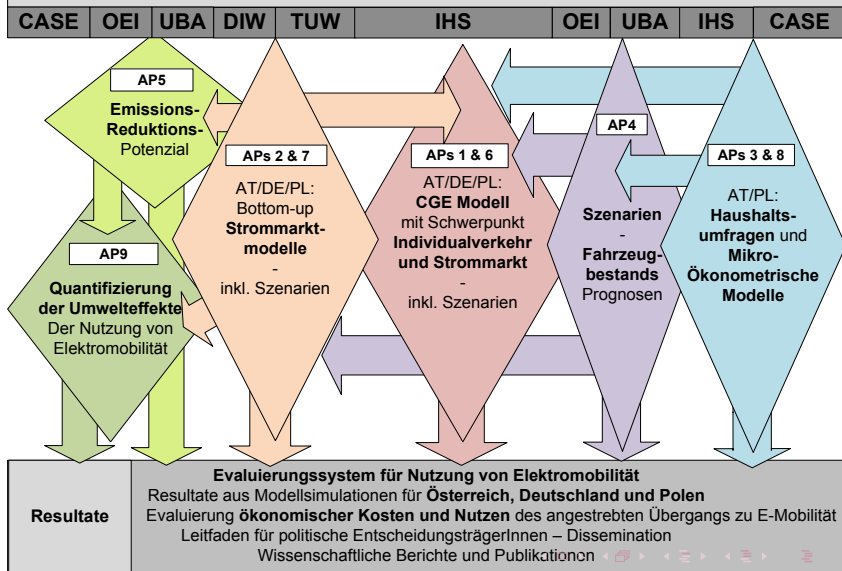 CASE OEI UBA DIW TUW IHS OEI UBA IHS CASE
AP5
Emissions-
Reduktions-
Potenzial
AP9
Quantifizierung
der Umwelteffekte
Der Nutzung von
Elektromobilität
APs 2 & 7
AT/DE/PL:
Bottom-up
Strommarkt-
modelle
-
inkl. Szenarien
APs 1 & 6
AT/DE/PL:
CGE Modell
mit Schwerpunkt
Individualverkehr
und Strommarkt
-
inkl. Szenarien
AP4
Szenarien
-
Fahrzeug-
bestands
Prognosen
APs 3 & 8
AT/PL:
Haushalts-
umfragen und
Mikro-
Ökonometrische
Modelle
Resultate
Evaluierungssystem für Nutzung von Elektromobilität
Resultate aus Modellsimulationen für Österreich, Deutschland und Polen
Evaluierung ökonomischer Kosten und Nutzen des angestrebten Übergangs zu E-Mobilität
Leitfaden für politische EntscheidungsträgerInnen – Dissemination
Wissenschaftliche Berichte und Publikationen